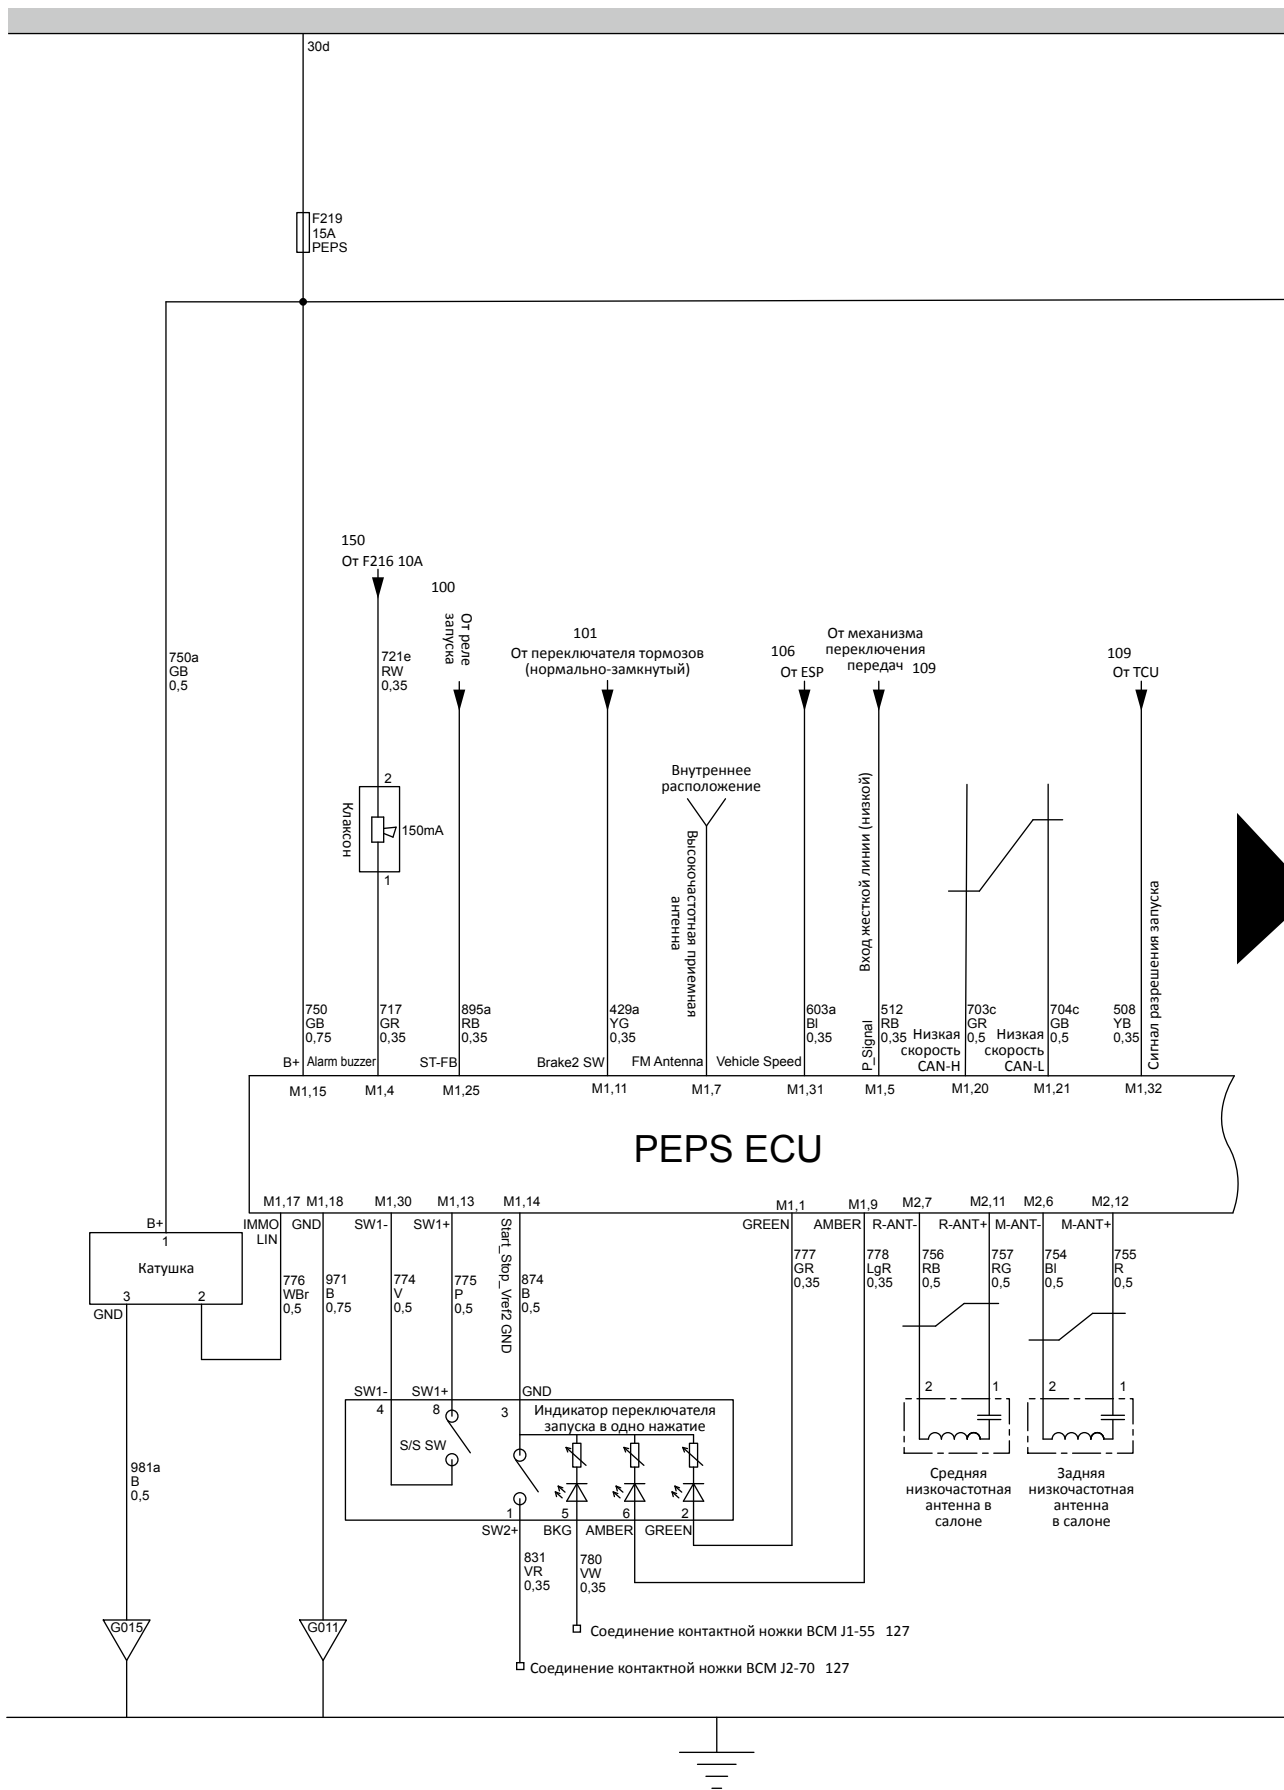 30d
F219
15A
PEPS
150
От F216 10A
100
От реле
запуска
101
От переключателя тормозов
(нормально-замкнутый)
106
От ESP
От механизма
переключения
передач 109
109
От TCU
750a
GB
0,5
721e
RW
0,35
2
Клаксон
150mA
1
Внутреннее
расположение
Высокочастотная приемная
антенна
Вход жесткой линии (низкой)
P_Signal
Сигнал разрешения запуска
750
GB
0,75
717
GR
0,35
895a
RB
0,35
429a
YG
0,35
603a
Bl
0,35
512
RB
0,35
703c
GR
0,5
704c
GB
0,5
508
YB
0,35
B+
Alarm buzzer
ST-FB
Brake2 SW
FM Antenna
Vehicle Speed
Низкая
скорость
CAN-H
Низкая
скорость
CAN-L
M1,15
M1,4
M1,25
M1,11
M1,7
M1,31
M1,5
M1,20
M1,21
M1,32
PEPS ECU
M1,17
M1,18
M1,30
M1,13
M1,14
M1,1
M1,9
M2,7
M2,11
M2,6
M2,12
B+
IMMO
LIN
GND
SW1-
SW1+
Start_Stop_Vref2 GND
GREEN
AMBER
R-ANT-
R-ANT+
M-ANT-
M-ANT+
1
Катушка
3
2
GND
776
WBr
0,5
971
B
0,75
774
V
0,5
775
P
0,5
874
B
0,5
777
GR
0,35
778
LgR
0,35
756
RB
0,5
757
RG
0,5
754
Bl
0,5
755
R
0,5
SW1-
SW1+
GND
4
8
3
Индикатор переключателя
запуска в одно нажатие
S/S SW
1
5
6
2
SW2+
BKG
AMBER
GREEN
2
1
2
1
Средняя
низкочастотная
антенна в
салоне
Задняя
низкочастотная
антенна
в салоне
981a
B
0,5
831
VR
0,35
780
VW
0,35
G015
G011
Соединение контактной ножки BCM J1-55 127
Соединение контактной ножки BCM J2-70 127